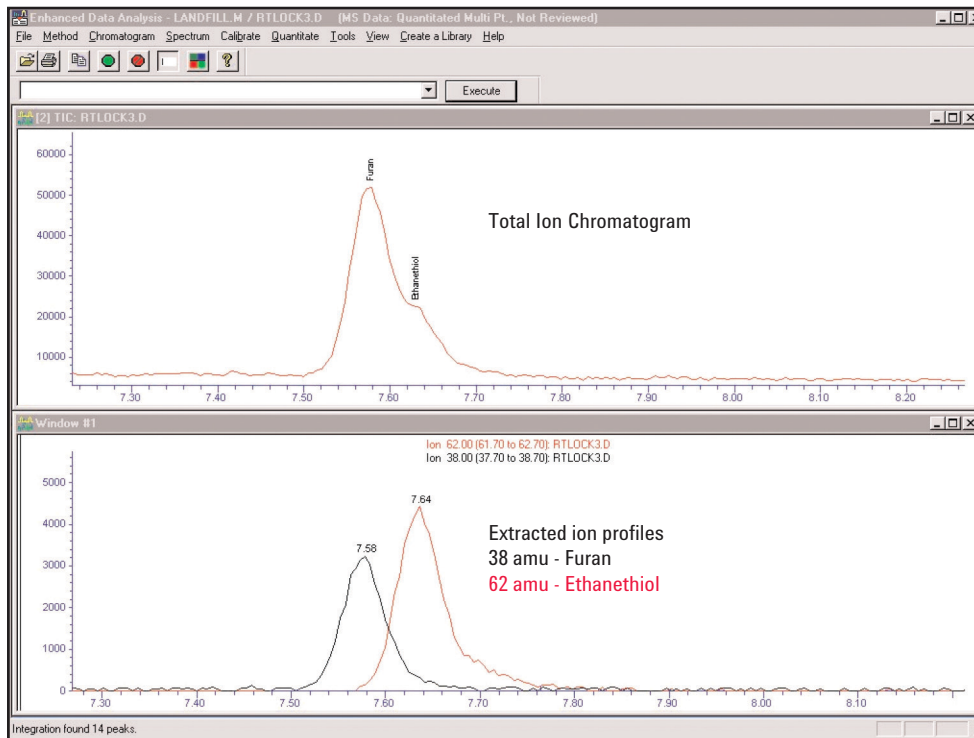 Enhanced Data Analysis - LANDFILL.M / RTLOCK3.D (MS Data: Quantitated Multi Pt., Not Reviewed)
File Method Chromatogram Spectrum Calibrate Quantitate Tools View Create a Library Help
Execute
[2] TIC: RTLOCK3.D
60000
50000
40000
30000
20000
10000
Furan
Ethanethiol
Total Ion Chromatogram
7.30 7.40 7.50 7.60 7.70 7.80 7.90 8.00 8.10 8.20
Window #1
Ion 62.00 (61.70 to 62.70): RTLOCK3.D
Ion 38.00 (37.70 to 38.70): RTLOCK3.D
5000
4000
3000
2000
1000
0
7.58
7.64
Extracted ion profiles
38 amu - Furan
62 amu - Ethanethiol
7.30 7.40 7.50 7.60 7.70 7.80 7.90 8.00 8.10
Integration found 14 peaks.